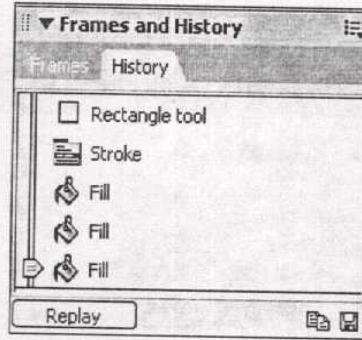 Frames and History
Frames History
Rectangle tool
Stroke
Fill
Fill
Fill
Replay